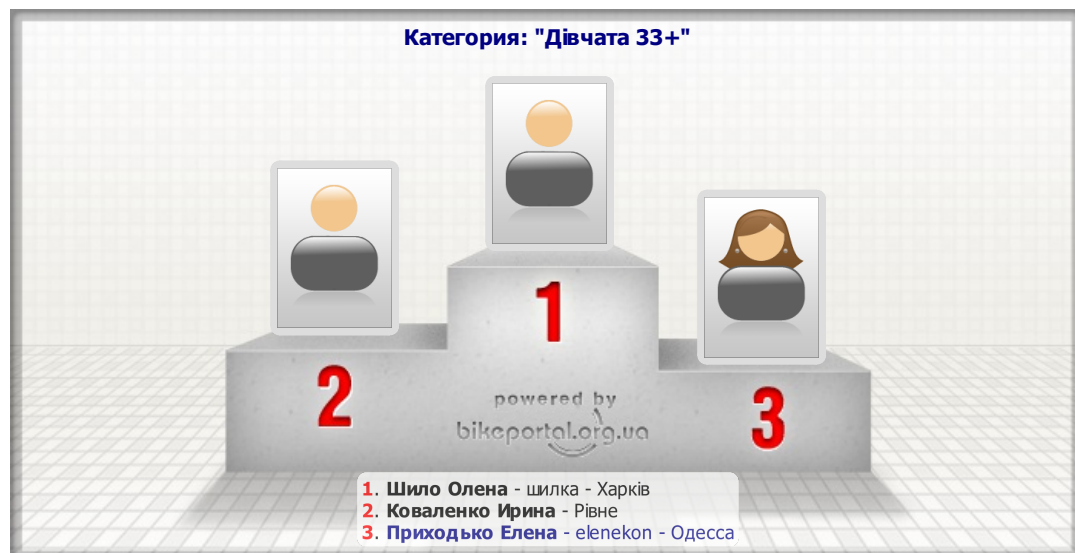 Категория: "Дівчата 33+"
1
2
3
powered by
bikeportal.org.ua
1. Шило Олена - шилка - Харків
2. Коваленко Ирина - Рівне
3. Приходько Елена - elenekon - Одесса